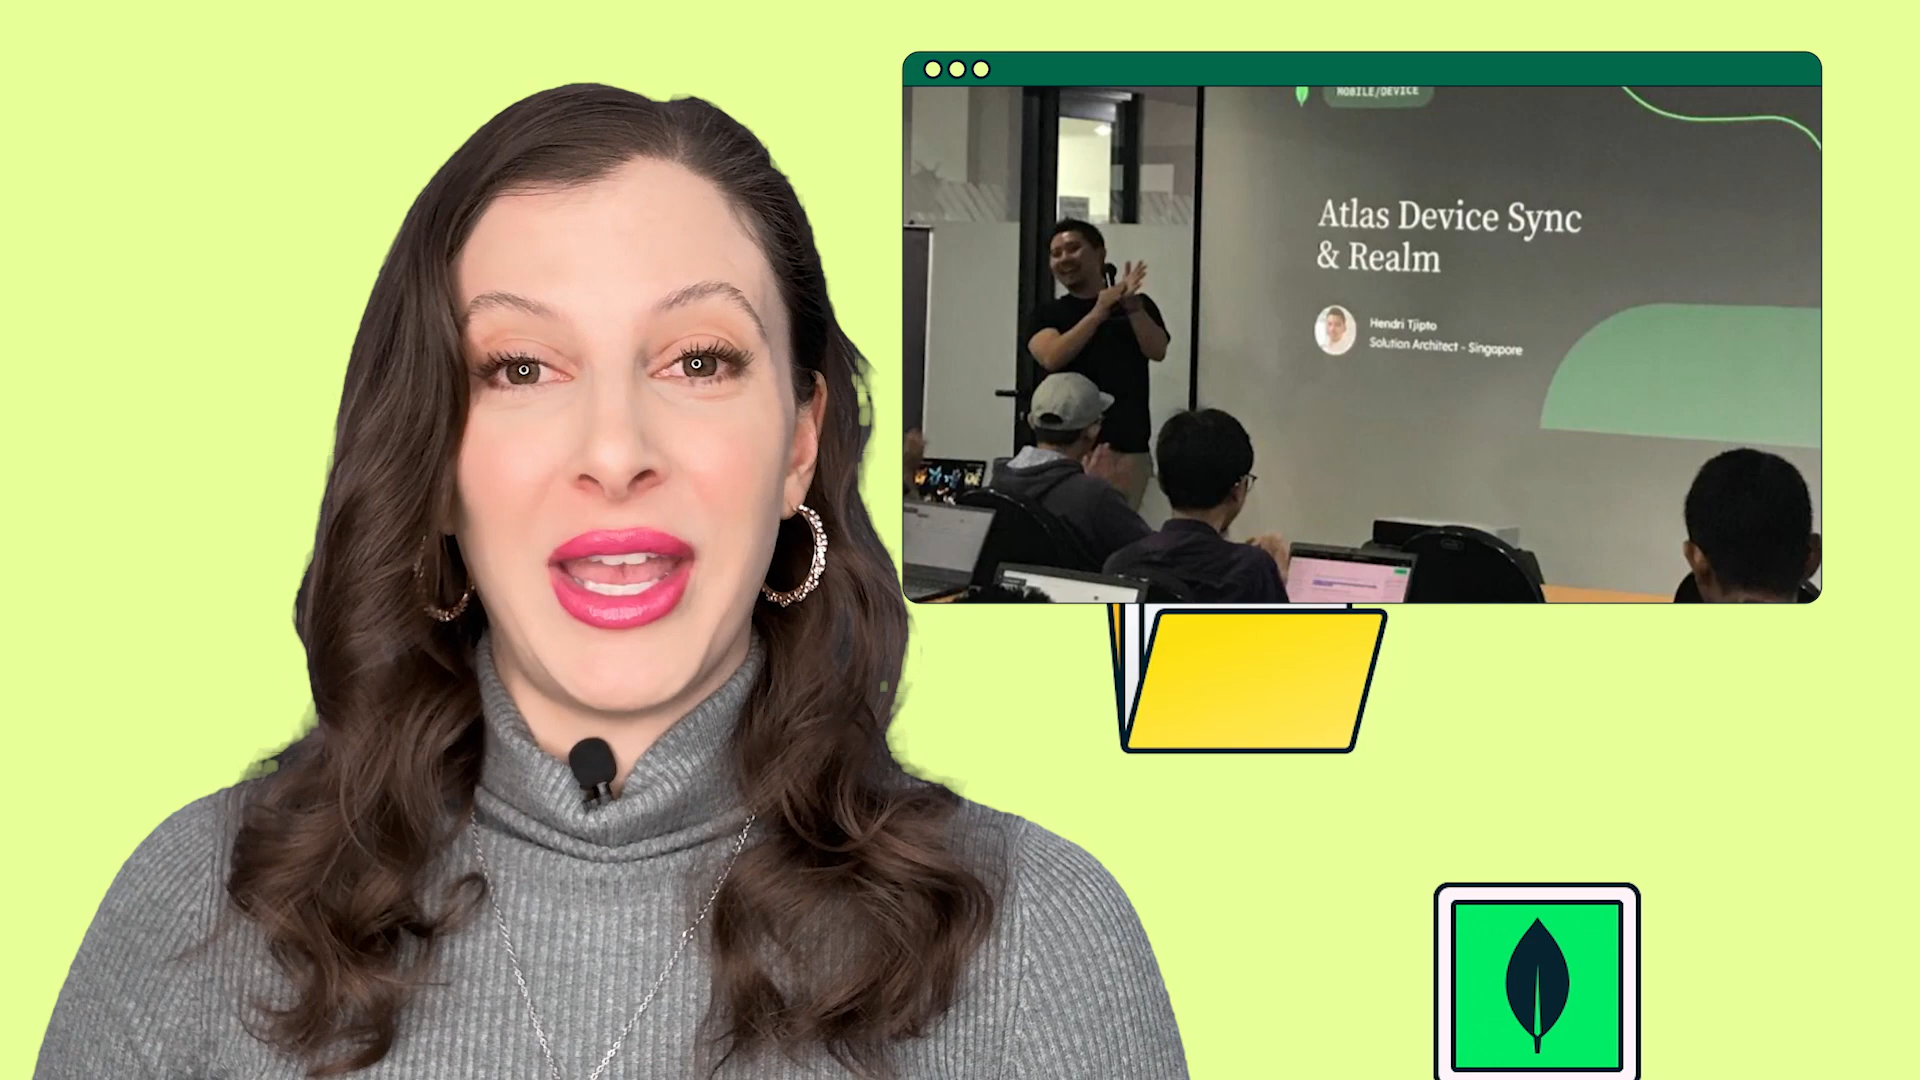 MOBILE/DEVICE
Atlas Device Sync
& Realm
Hendri Tjipto
Solution Architect - Singapore